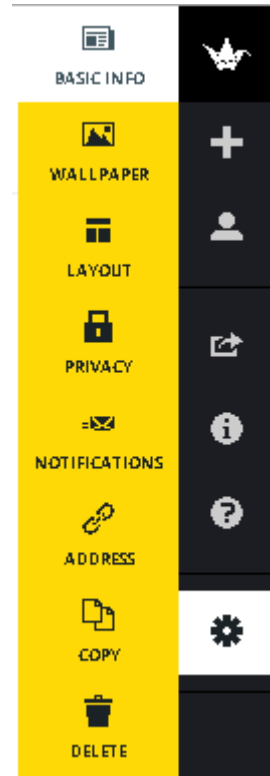 BASIC INFO
WALLPAPER
LAYOUT
PRIVACY
NOTIFICATIONS
ADDRESS
COPY
DELETE